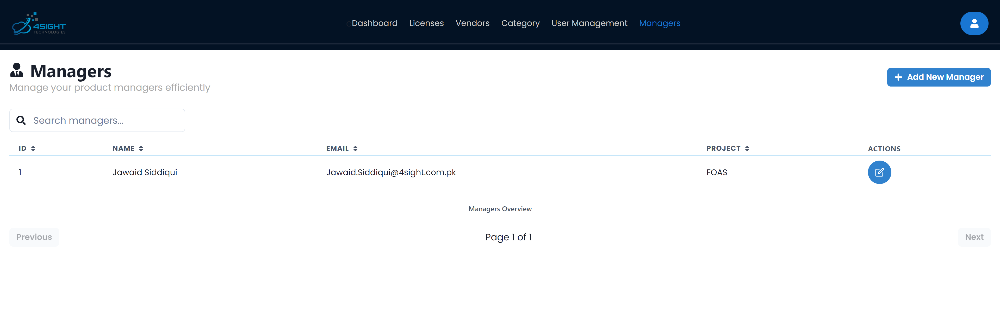 4SIGHT
TECHNOLOGIES
eDashboard Licenses Vendors Category User Management Managers
Managers
Manage your product managers efficiently
Add New Manager
Search managers...
ID NAME EMAIL PROJECT ACTIONS
1 Jawaid Siddiqui Jawaid.Siddiqui@4sight.com.pk FOAS
Managers Overview
Previous Page 1 of 1 Next